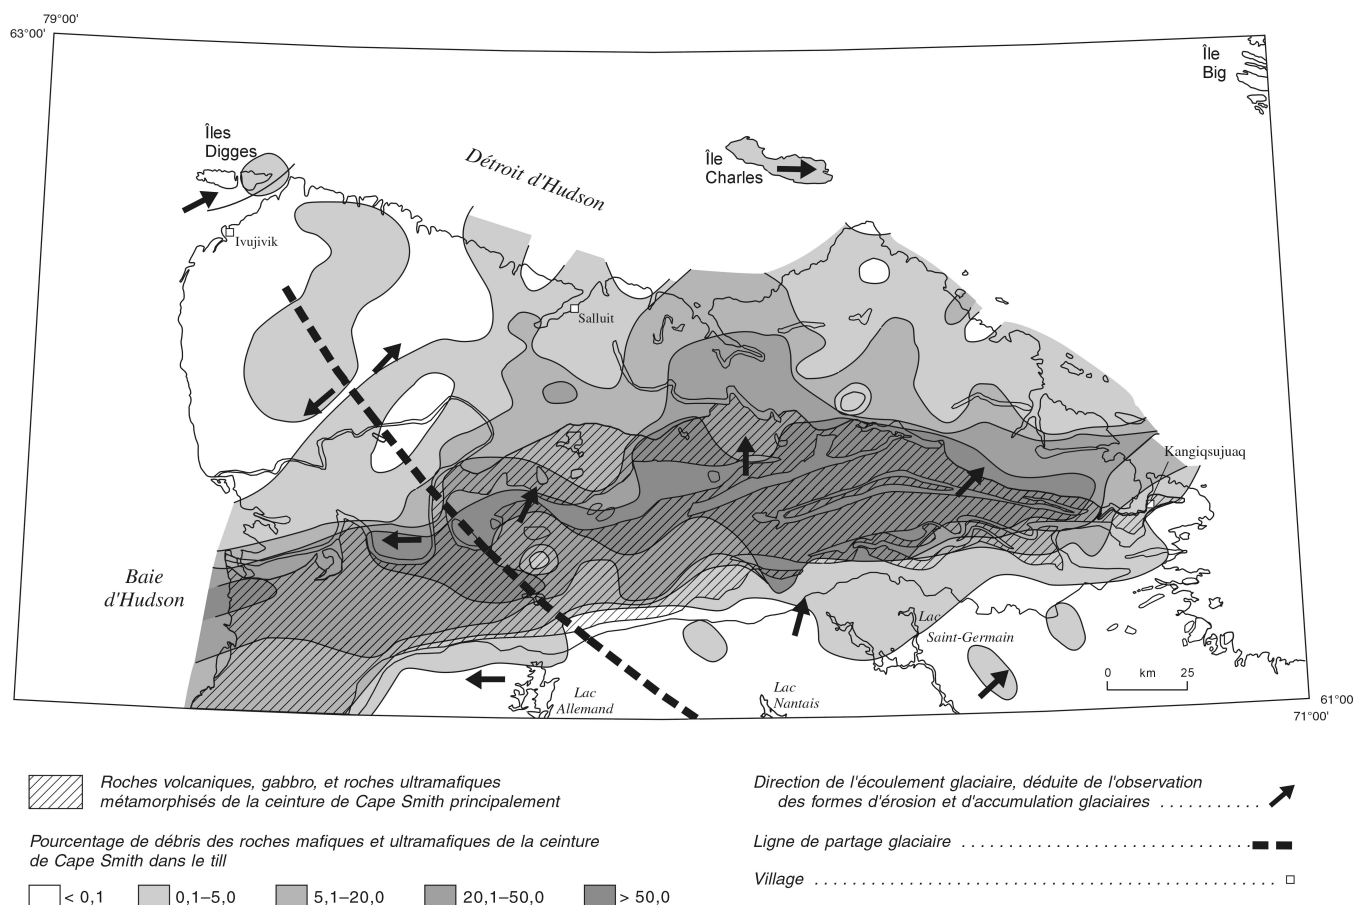 79°00'
63°00'
Île
Big
Îles
Digges
Détroit d'Hudson
Île
Charles
Ivujivik
Salluit
Kangiqsujuaq
Baie
d'Hudson
Lac
Saint-Germain
0 km 25
Lac
Allemand
Lac
Nantais
61°00'
71°00'
Roches volcaniques, gabbro, et roches ultramafiques
métamorphisés de la ceinture de Cape Smith principalement
Pourcentage de débris des roches mafiques et ultramafiques de la ceinture
de Cape Smith dans le till
< 0,1 0,1–5,0 5,1–20,0 20,1–50,0 > 50,0
Direction de l'écoulement glaciaire, déduite de l'observation
des formes d'érosion et d'accumulation glaciaires
Ligne de partage glaciaire
Village